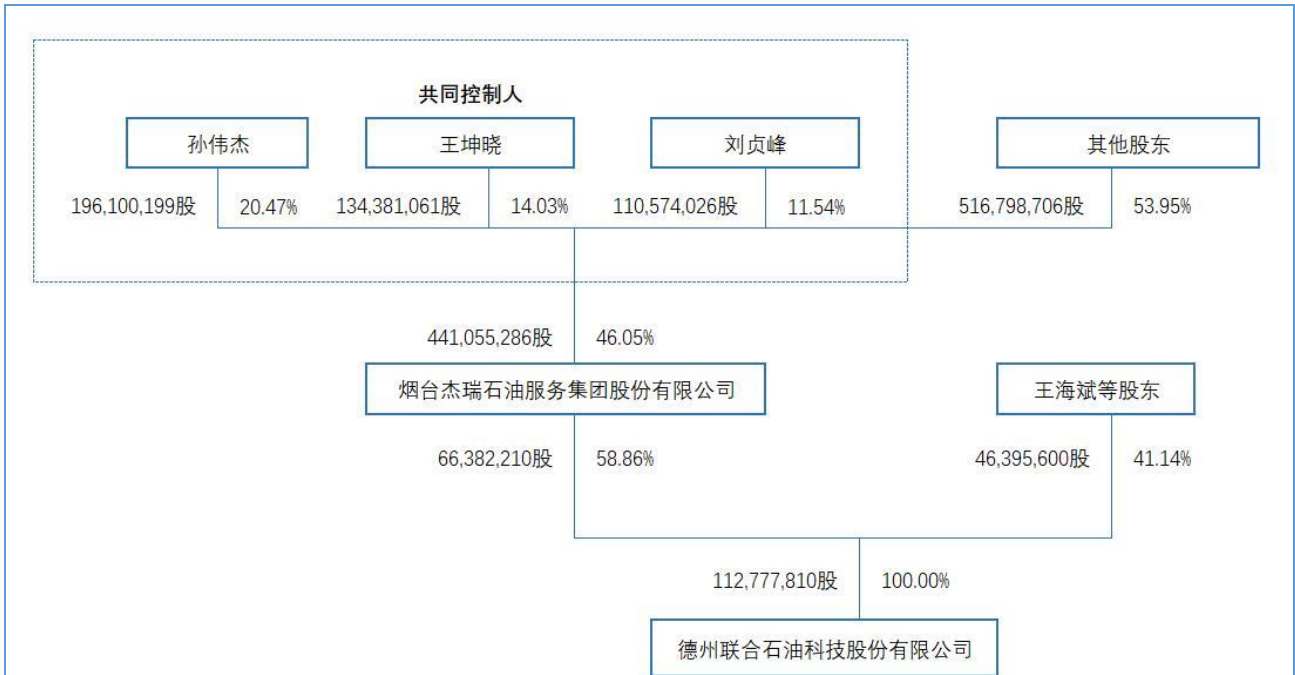 共同控制人
孙伟杰 王坤晓 刘贞峰 其他股东
196,100,199股 20.47% 134,381,061股 14.03% 110,574,026股 11.54% 516,798,706股 53.95%
441,055,286股 46.05%
烟台杰瑞石油服务集团股份有限公司 王海斌等股东
66,382,210股 58.86% 46,395,600股 41.14%
112,777,810股 100.00%
德州联合石油科技股份有限公司